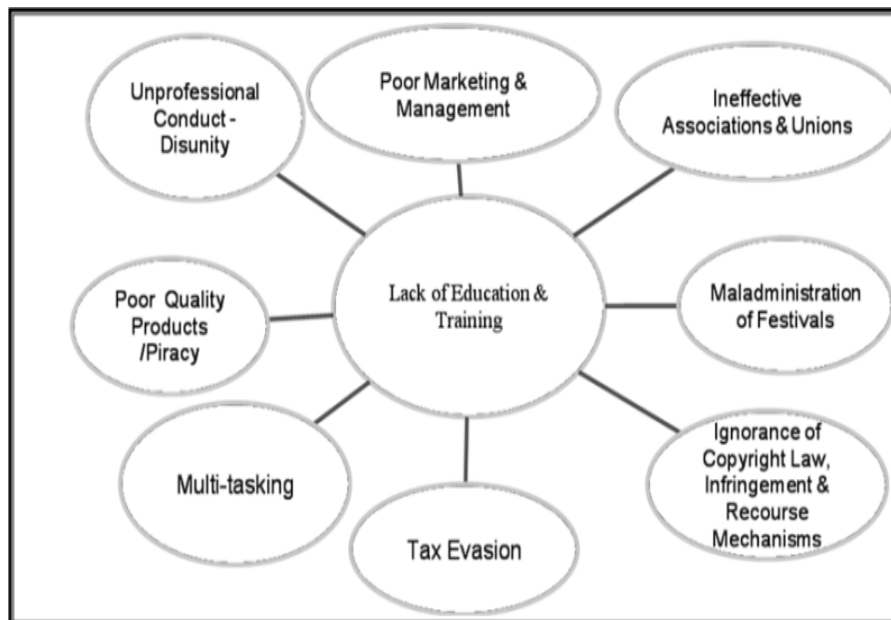 Unprofessional
Conduct -
Disunity
Poor Marketing &
Management
Ineffective
Associations & Unions
Poor Quality
Products
/Piracy
Lack of Education &
Training
Maladministration
of Festivals
Multi-tasking
Tax Evasion
Ignorance of
Copyright Law,
Infringement &
Recourse
Mechanisms